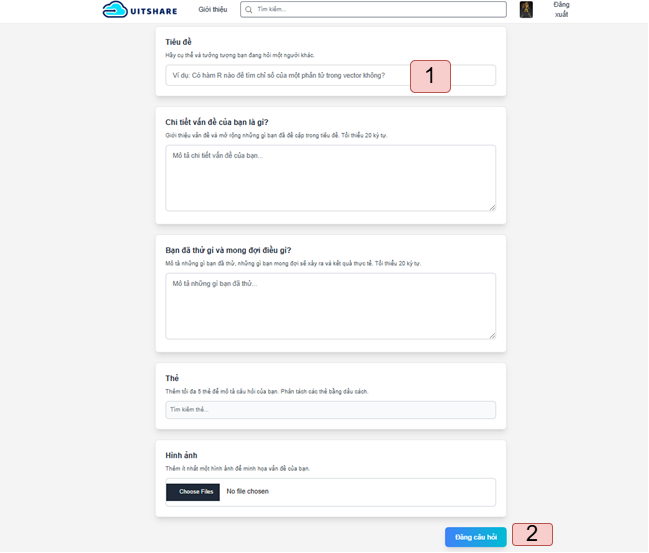 UITSHARE
Giới thiệu
Tìm kiếm...
Đăng
xuất
Tiêu đề
Hãy cụ thể và tưởng tượng bạn đang hỏi một người khác.
Ví dụ: Có hàm R nào để tìm chỉ số của một phần tử trong vector không?
1
Chi tiết vấn đề của bạn là gì?
Giới thiệu vấn đề và mở rộng những gì bạn đã đề cập trong tiêu đề. Tối thiểu 20 ký tự.
Mô tả chi tiết vấn đề của bạn...
Bạn đã thử gì và mong đợi điều gì?
Mô tả những gì bạn đã thử, những gì bạn mong đợi sẽ xảy ra và kết quả thực tế. Tối thiểu 20 ký tự.
Mô tả những gì bạn đã thử...
Thẻ
Thêm tối đa 5 thẻ để mô tả câu hỏi của bạn. Phân tách các thẻ bằng dấu cách.
Tìm kiếm thẻ...
Hình ảnh
Thêm ít nhất một hình ảnh để minh họa vấn đề của bạn.
Choose Files No file chosen
Đăng câu hỏi
2